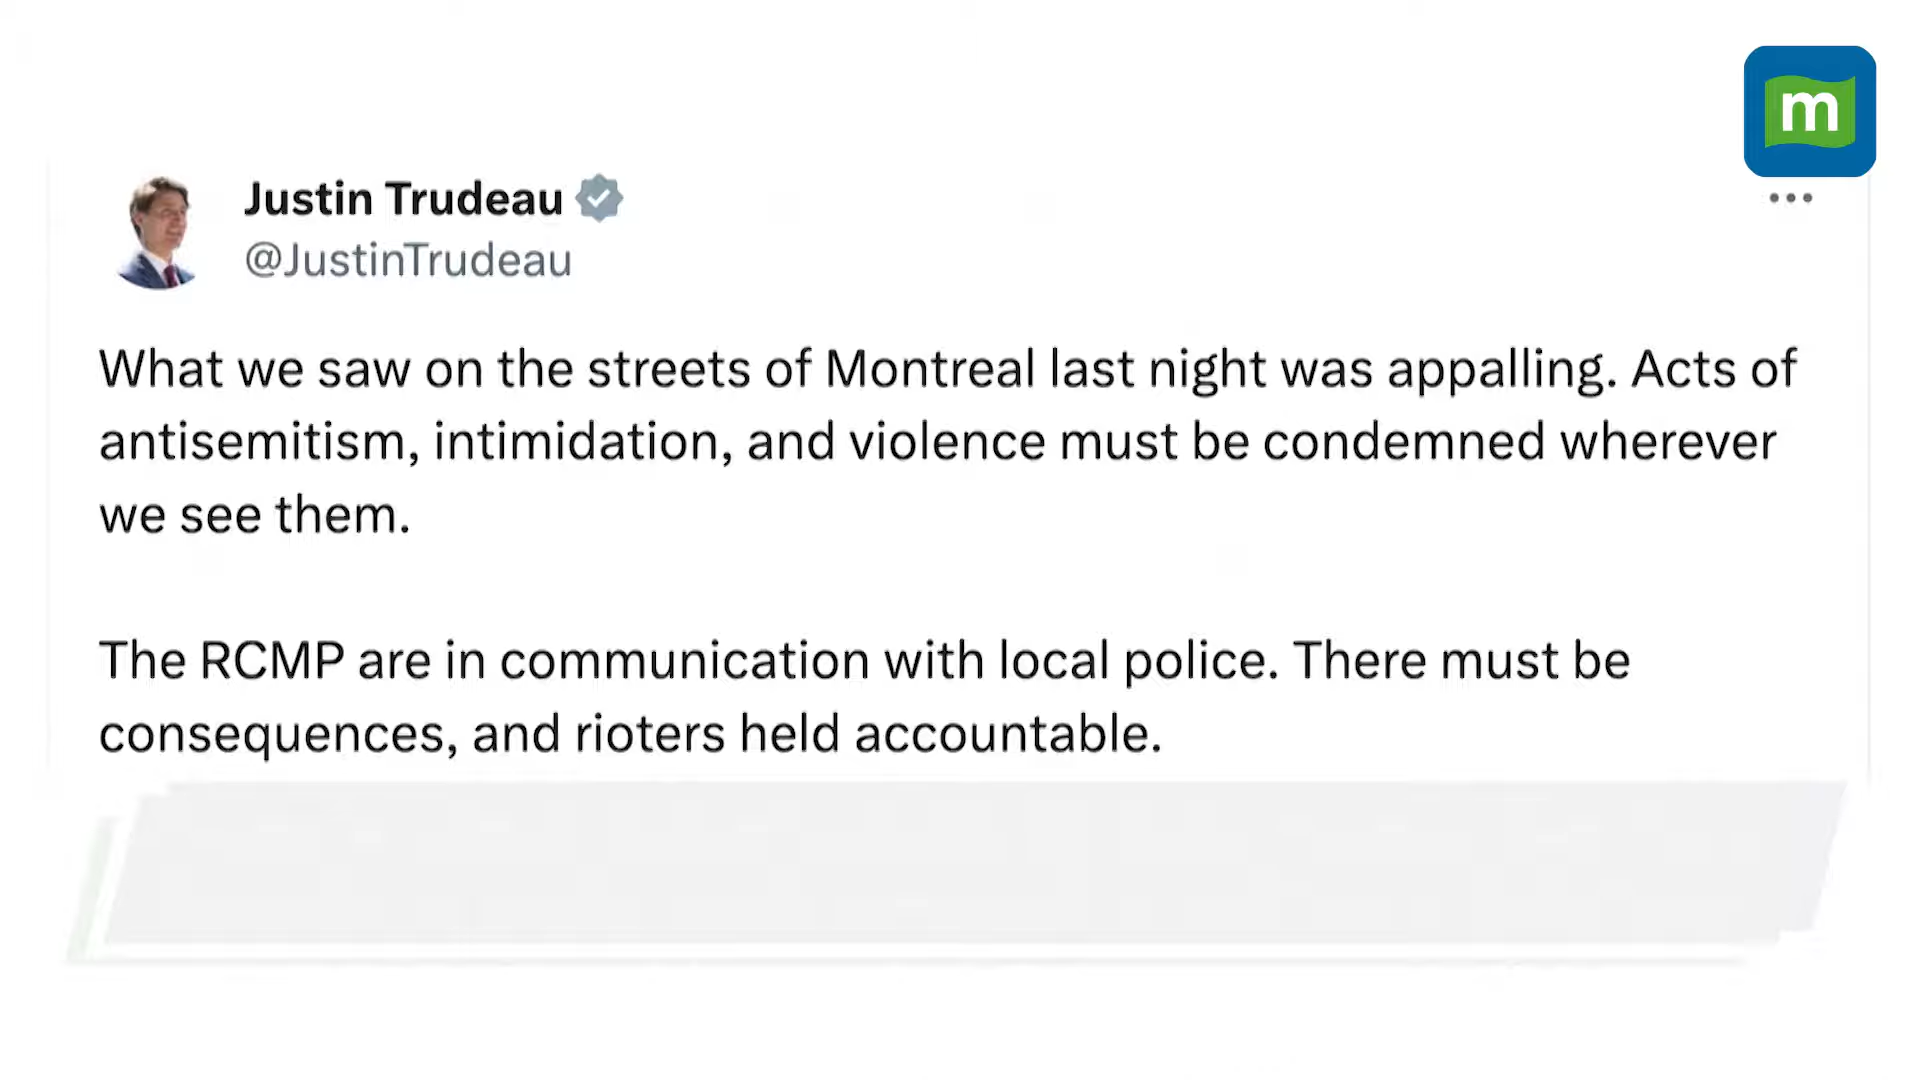 m
Justin Trudeau
@JustinTrudeau
What we saw on the streets of Montreal last night was appalling. Acts of
antisemitism, intimidation, and violence must be condemned wherever
we see them.
The RCMP are in communication with local police. There must be
consequences, and rioters held accountable.